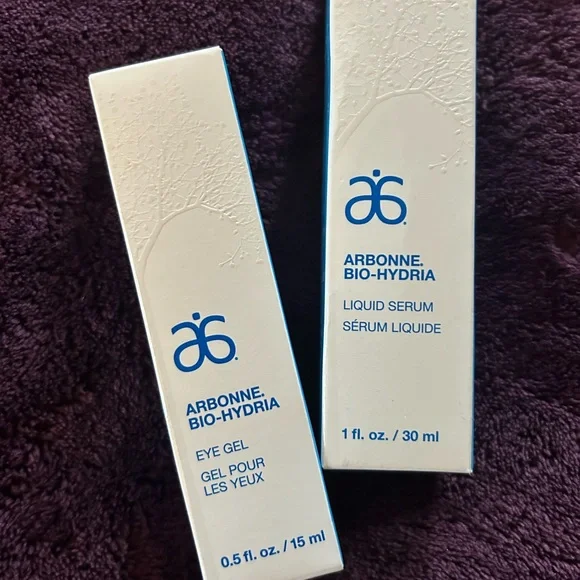 ARBONNE.
BIO-HYDRIA
EYE GEL
GEL POUR
LES YEUX
0.5 fl. oz. / 15 ml
ARBONNE.
BIO-HYDRIA
LIQUID SERUM
SÉRUM LIQUIDE
1 fl. oz. / 30 ml